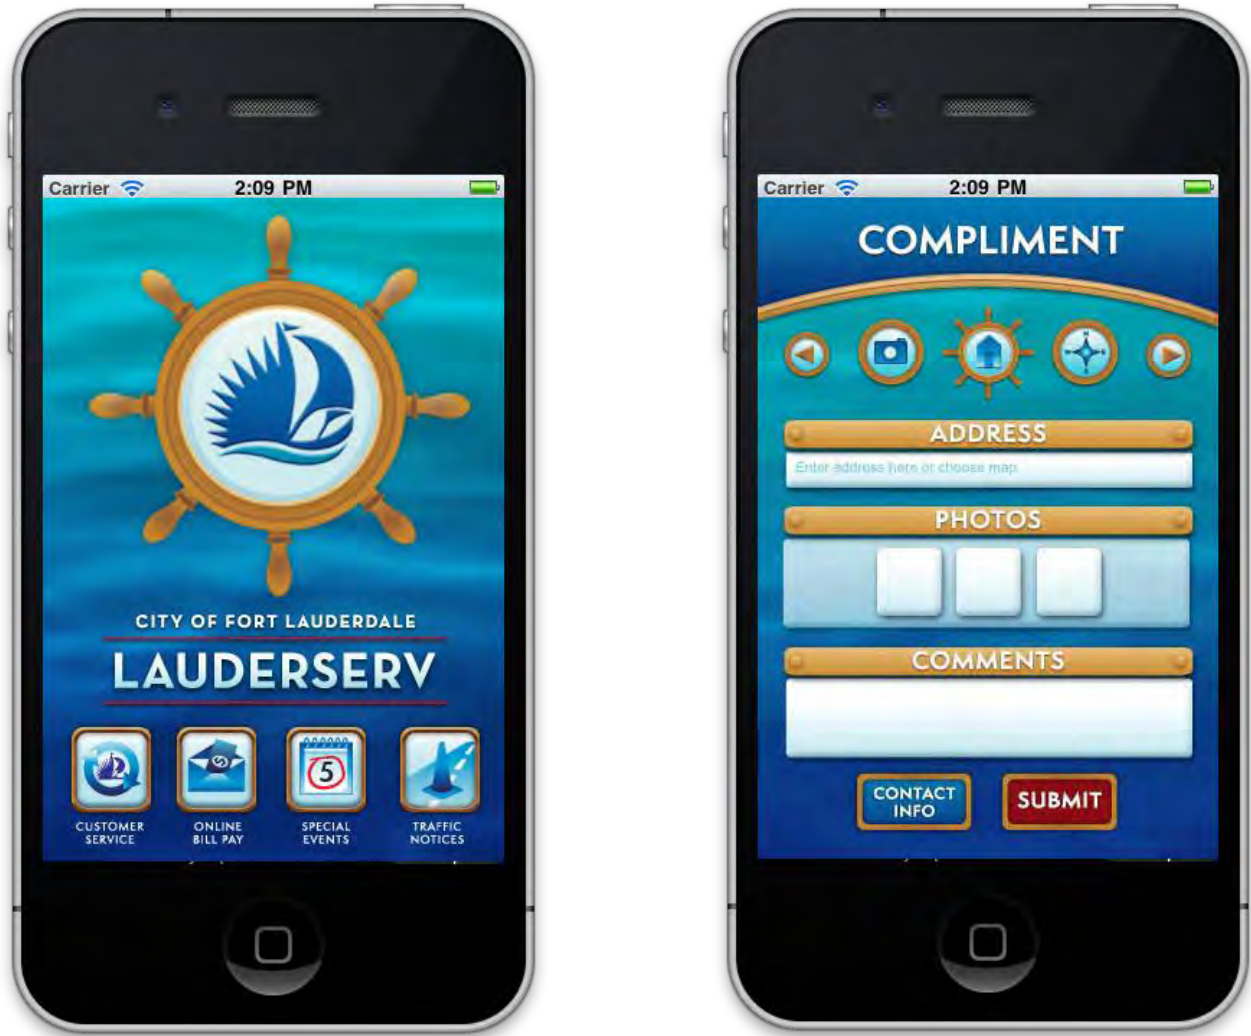 Carrier 2:09 PM
CITY OF FORT LAUDERDALE
LAUDERSERV
5
CUSTOMER
SERVICE
ONLINE
BILL PAY
SPECIAL
EVENTS
TRAFFIC
NOTICES
Carrier 2:09 PM
COMPLIMENT
ADDRESS
Enter address here or choose map
PHOTOS
COMMENTS
CONTACT
INFO
SUBMIT